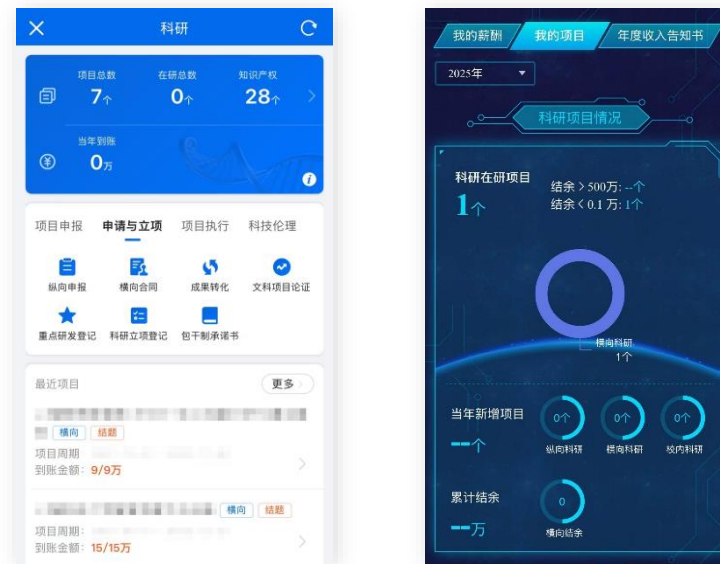 科研
项目总数 在研总数 知识产权
7个 0个 28个
当年到账
0万
项目申报 申请与立项 项目执行 科技伦理
纵向申报 横向合同 成果转化 文科项目论证
重点研发登记 科研立项登记 包干制承诺书
最近项目 更多
横向 结题
项目周期
到账金额: 9/9万
横向 结题
项目周期:
到账金额: 15/15万
我的薪酬 我的项目 年度收入告知书
2025年
科研项目情况
科研在研项目
1个
结余 > 500万: --个
结余 < 0.1 万: 1个
横向科研
1个
当年新增项目
--个
0个 0个 0个
纵向科研 横向科研 校内科研
累计结余
--万
0
横向结余